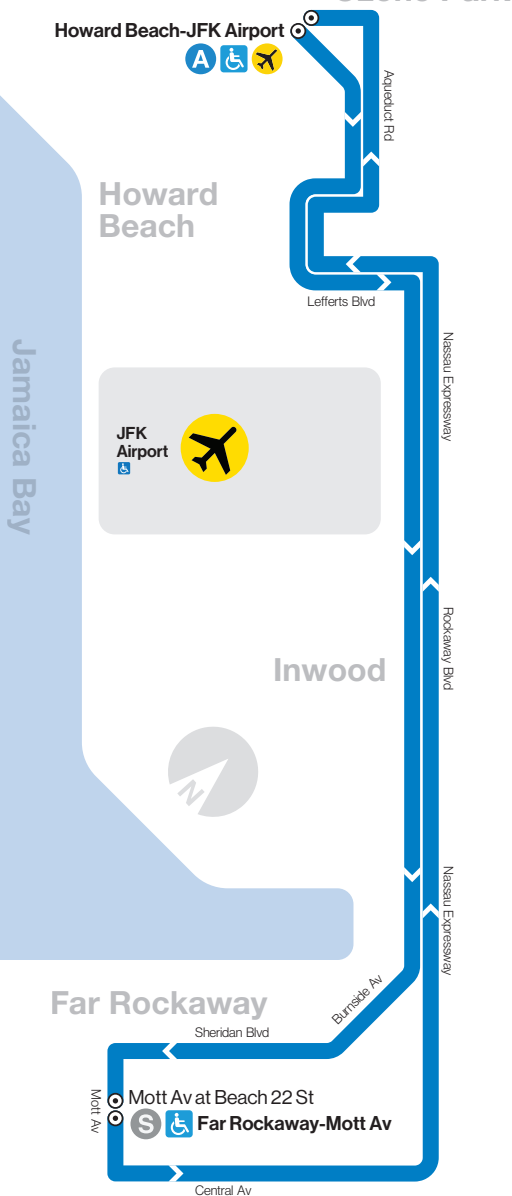 Howard Beach-JFK Airport
A
Aqueduct Rd
Howard
Beach
Lefferts Blvd
Nassau Expressway
Jamaica Bay
JFK
Airport
Rockaway Blvd
Inwood
N
Nassau Expressway
Far Rockaway
Burnside Av
Sheridan Blvd
Mott Av
Mott Av at Beach 22 St
S
Far Rockaway-Mott Av
Central Av